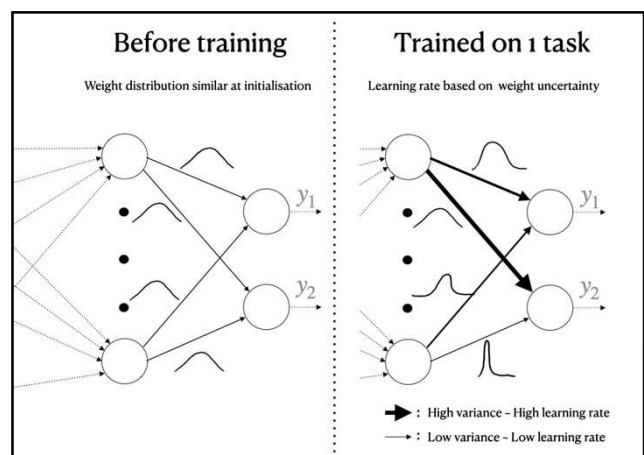 Before training
Weight distribution similar at initialisation
y₁
y₂
Trained on 1 task
Learning rate based on weight uncertainty
y₁
y₂
: High variance ~ High learning rate
: Low variance ~ Low learning rate